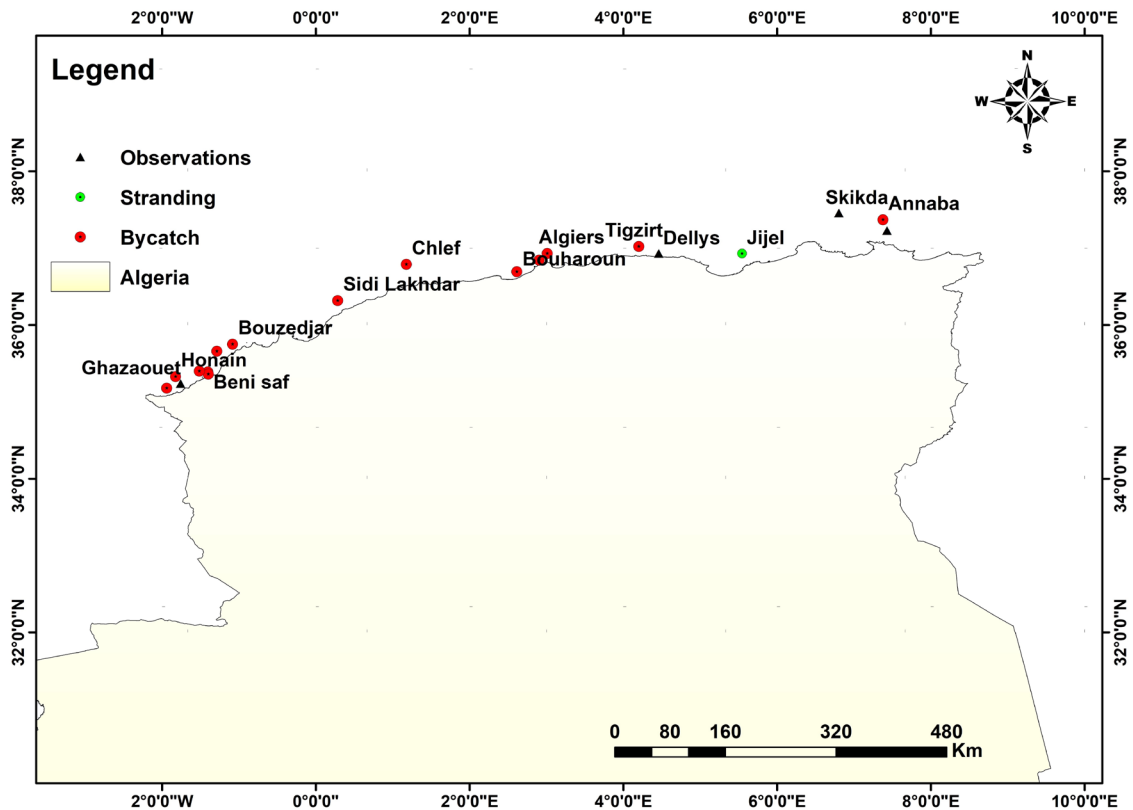 2°0'0"W 0°0'0" 2°0'0"E 4°0'0"E 6°0'0"E 8°0'0"E 10°0'0"E
Legend
N
W E
S
Observations
Stranding
Bycatch
Algeria
38°0'0"N 38°0'0"N
Skikda
Annaba
Tigzirt
Algiers Dellys Jijel
Chlef
Bouharoun
Sidi Lakhdar
36°0'0"N 36°0'0"N
Bouzedjar
Honain
Ghazaouet
Beni saf
34°0'0"N 34°0'0"N
32°0'0"N 32°0'0"N
0 80 160 320 480
Km
2°0'0"W 0°0'0" 2°0'0"E 4°0'0"E 6°0'0"E 8°0'0"E 10°0'0"E